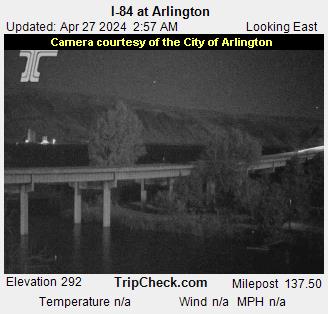 I-84 at Arlington
Updated: Apr 27 2024 2:57 AM Looking East
Camera courtesy of the City of Arlington
Elevation 292 TripCheck.com Milepost 137.50
Temperature n/a Wind n/a MPH n/a